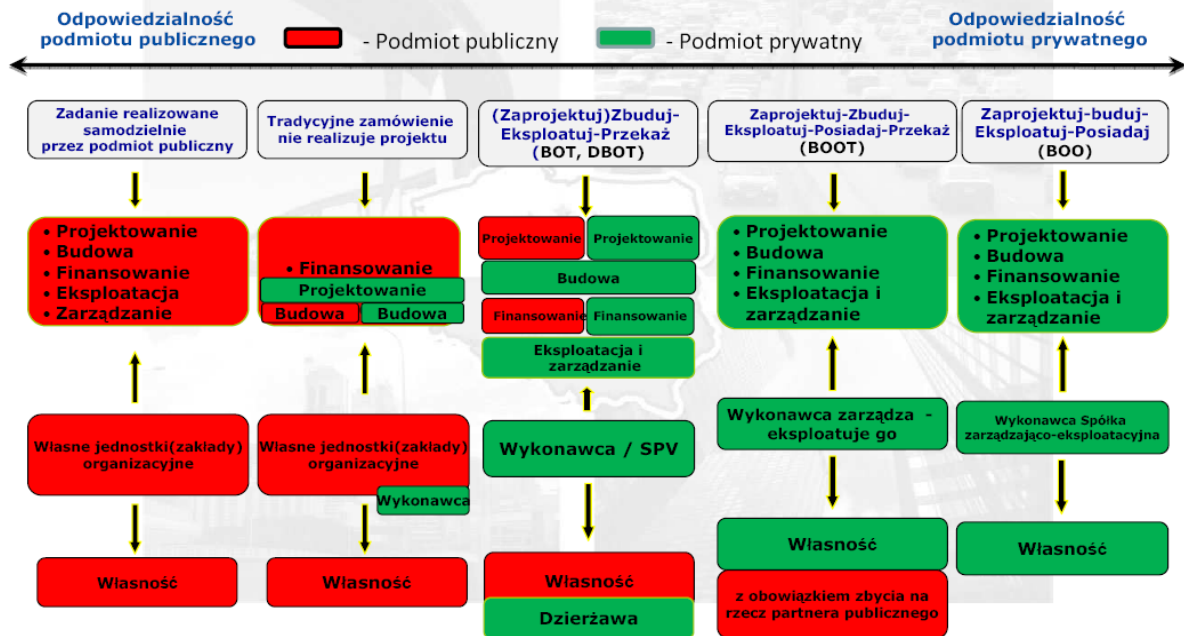 Odpowiedzialność
podmiotu publicznego
- Podmiot publiczny
- Podmiot prywatny
Odpowiedzialność
podmiotu prywatnego
Zadanie realizowane
samodzielnie
przez podmiot publiczny
Tradycyjne zamówienie
nie realizuje projektu
(Zaprojektuj)Zbuduj-
Eksploatuj-Przekaż
(BOT, DBOT)
Zaprojektuj-Zbuduj-
Eksploatuj-Posiadaj-Przekaż
(BOOT)
Zaprojektuj-buduj-
Eksploatuj-Posiadaj
(BOO)
• Projektowanie
• Budowa
• Finansowanie
• Eksploatacja
• Zarządzanie
• Finansowanie
Projektowanie
Budowa
Budowa
Projektowanie
Projektowanie
Budowa
Finansowanie
Finansowanie
Eksploatacja i
zarządzanie
• Projektowanie
• Budowa
• Finansowanie
• Eksploatacja i
zarządzanie
• Projektowanie
• Budowa
• Finansowanie
• Eksploatacja i
zarządzanie
Własne jednostki(zakłady)
organizacyjne
Własne jednostki(zakłady)
organizacyjne
Wykonawca
Wykonawca / SPV
Wykonawca zarządza -
eksploatuje go
Wykonawca Spółka
zarządzająco-eksploatacyjna
Własność
Własność
Własność
Dzierżawa
Własność
z obowiązkiem zbycia na
rzecz partnera publicznego
Własność